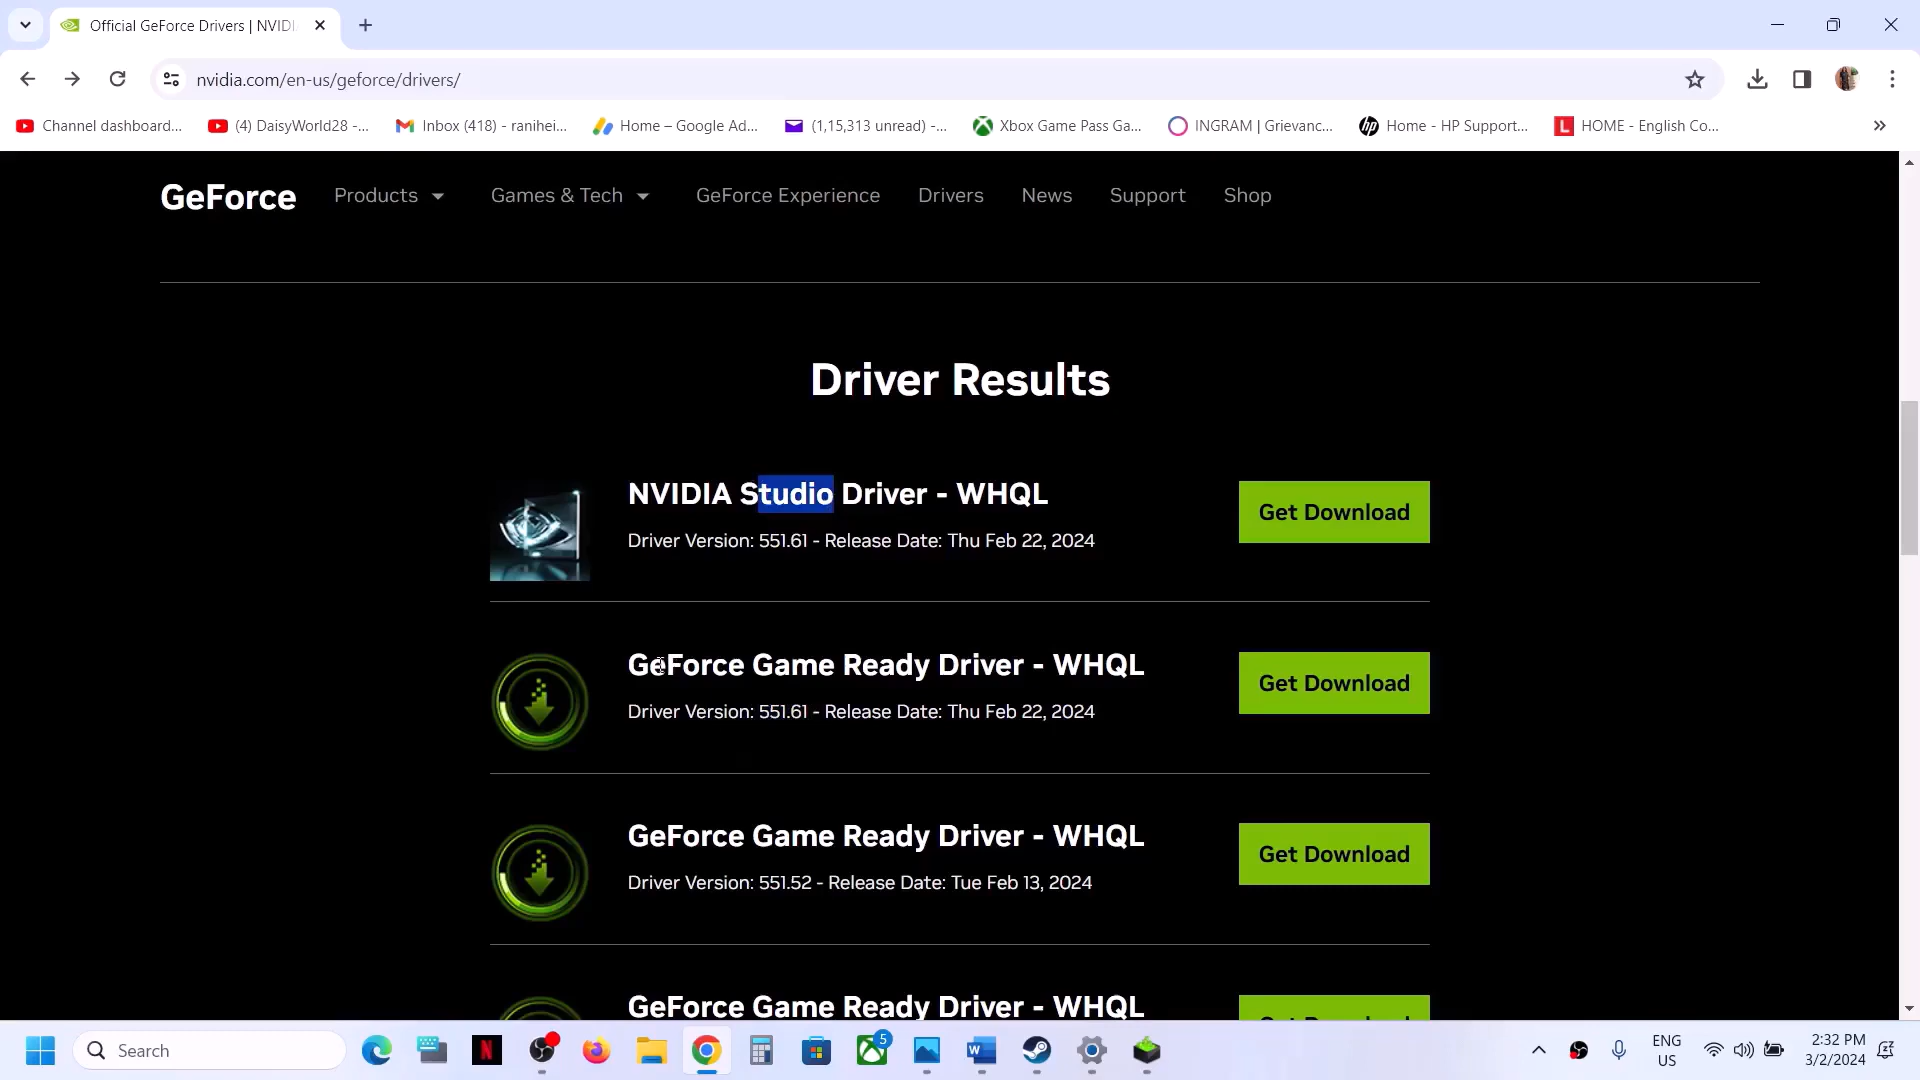 Official GeForce Drivers | NVIDI
nvidia.com/en-us/geforce/drivers/
Channel dashboard...
(4) DaisyWorld28 -...
Inbox (418) - ranihei...
Home – Google Ad...
(1,15,313 unread) -...
Xbox Game Pass Ga...
INGRAM | Grievanc...
Home - HP Support...
HOME - English Co...
GeForce
Products
Games & Tech
GeForce Experience
Drivers
News
Support
Shop
Driver Results
NVIDIA Studio Driver - WHQL
Driver Version: 551.61 - Release Date: Thu Feb 22, 2024
Get Download
GeForce Game Ready Driver - WHQL
Driver Version: 551.61 - Release Date: Thu Feb 22, 2024
Get Download
GeForce Game Ready Driver - WHQL
Driver Version: 551.52 - Release Date: Tue Feb 13, 2024
Get Download
GeForce Game Ready Driver - WHQL
Search
5
ENG
US
2:32 PM
3/2/2024